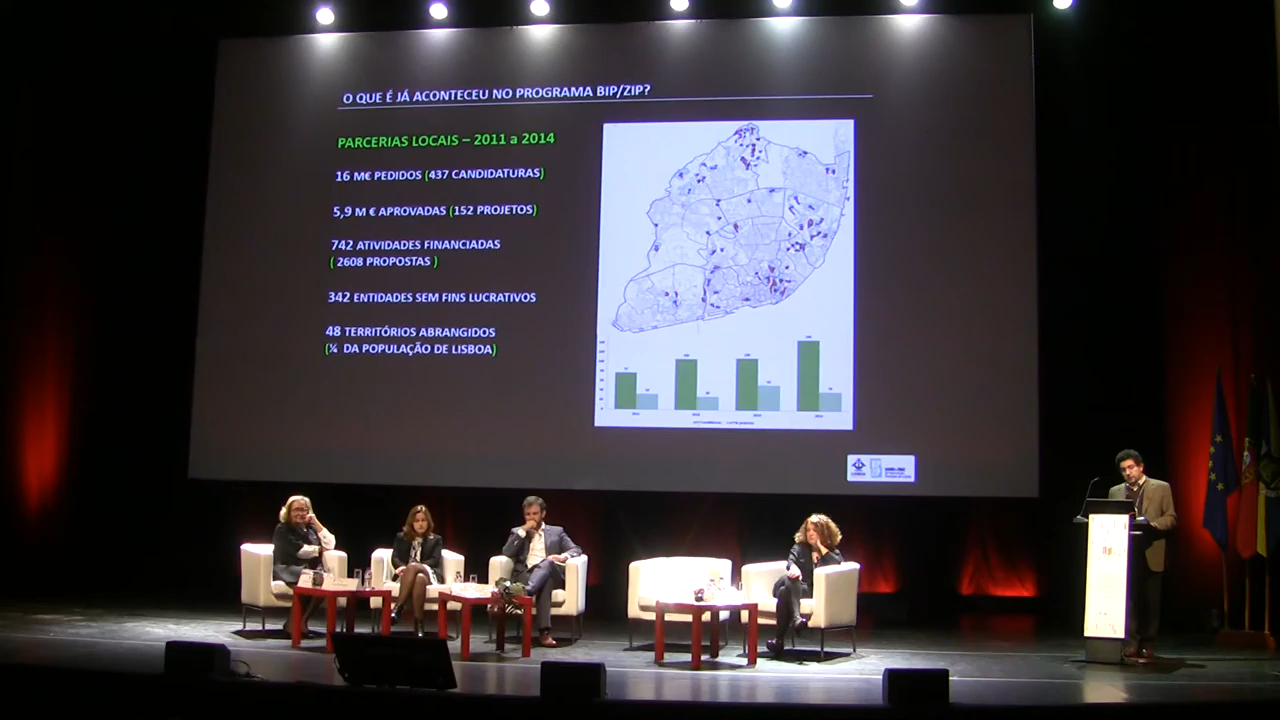 O QUE É JÁ ACONTECEU NO PROGRAMA BIP/ZIP?
PARCERIAS LOCAIS – 2011 a 2014
16 M€ PEDIDOS (437 CANDIDATURAS)
5,9 M € APROVADAS (152 PROJETOS)
742 ATIVIDADES FINANCIADAS
( 2608 PROPOSTAS )
342 ENTIDADES SEM FINS LUCRATIVOS
48 TERRITÓRIOS ABRANGIDOS
(¼ DA POPULAÇÃO DE LISBOA)
LISBOA